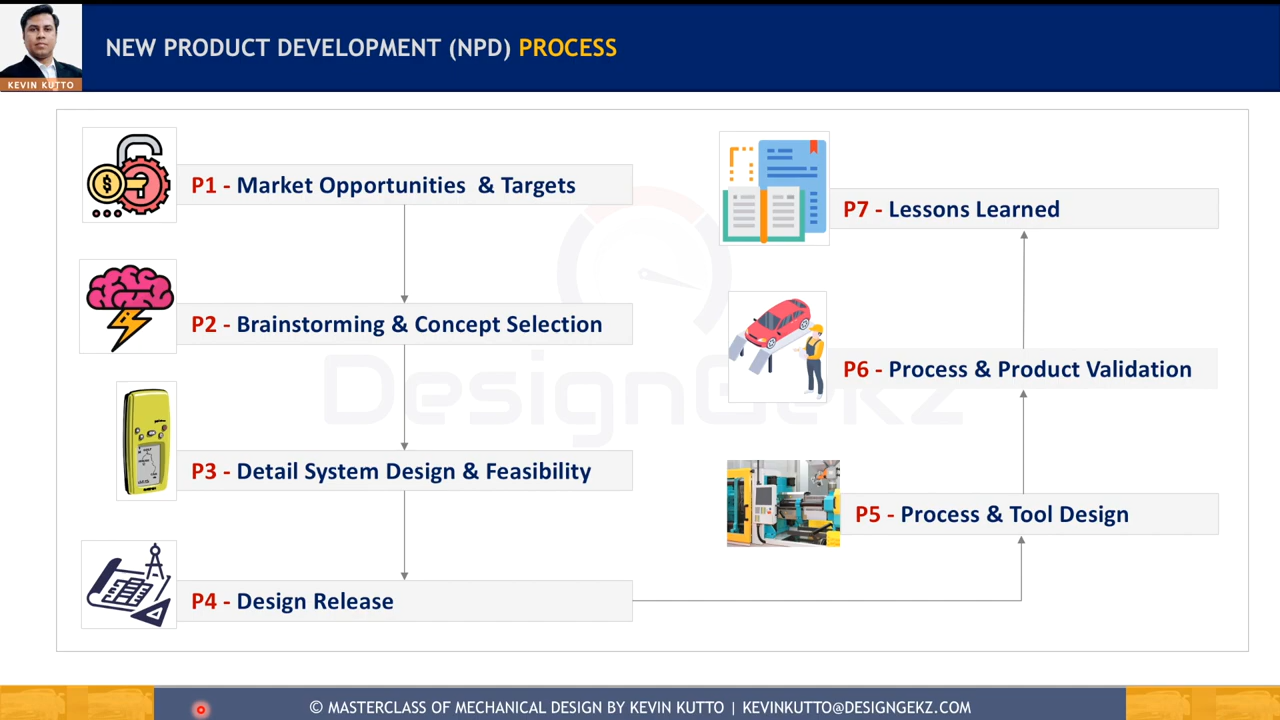 NEW PRODUCT DEVELOPMENT (NPD) PROCESS
KEVIN KUTTO
P1 - Market Opportunities & Targets
P2 - Brainstorming & Concept Selection
P3 - Detail System Design & Feasibility
P4 - Design Release
P7 - Lessons Learned
P6 - Process & Product Validation
P5 - Process & Tool Design
DesignGekz
© MASTERCLASS OF MECHANICAL DESIGN BY KEVIN KUTTO | KEVINKUTTO@DESIGNGEKZ.COM